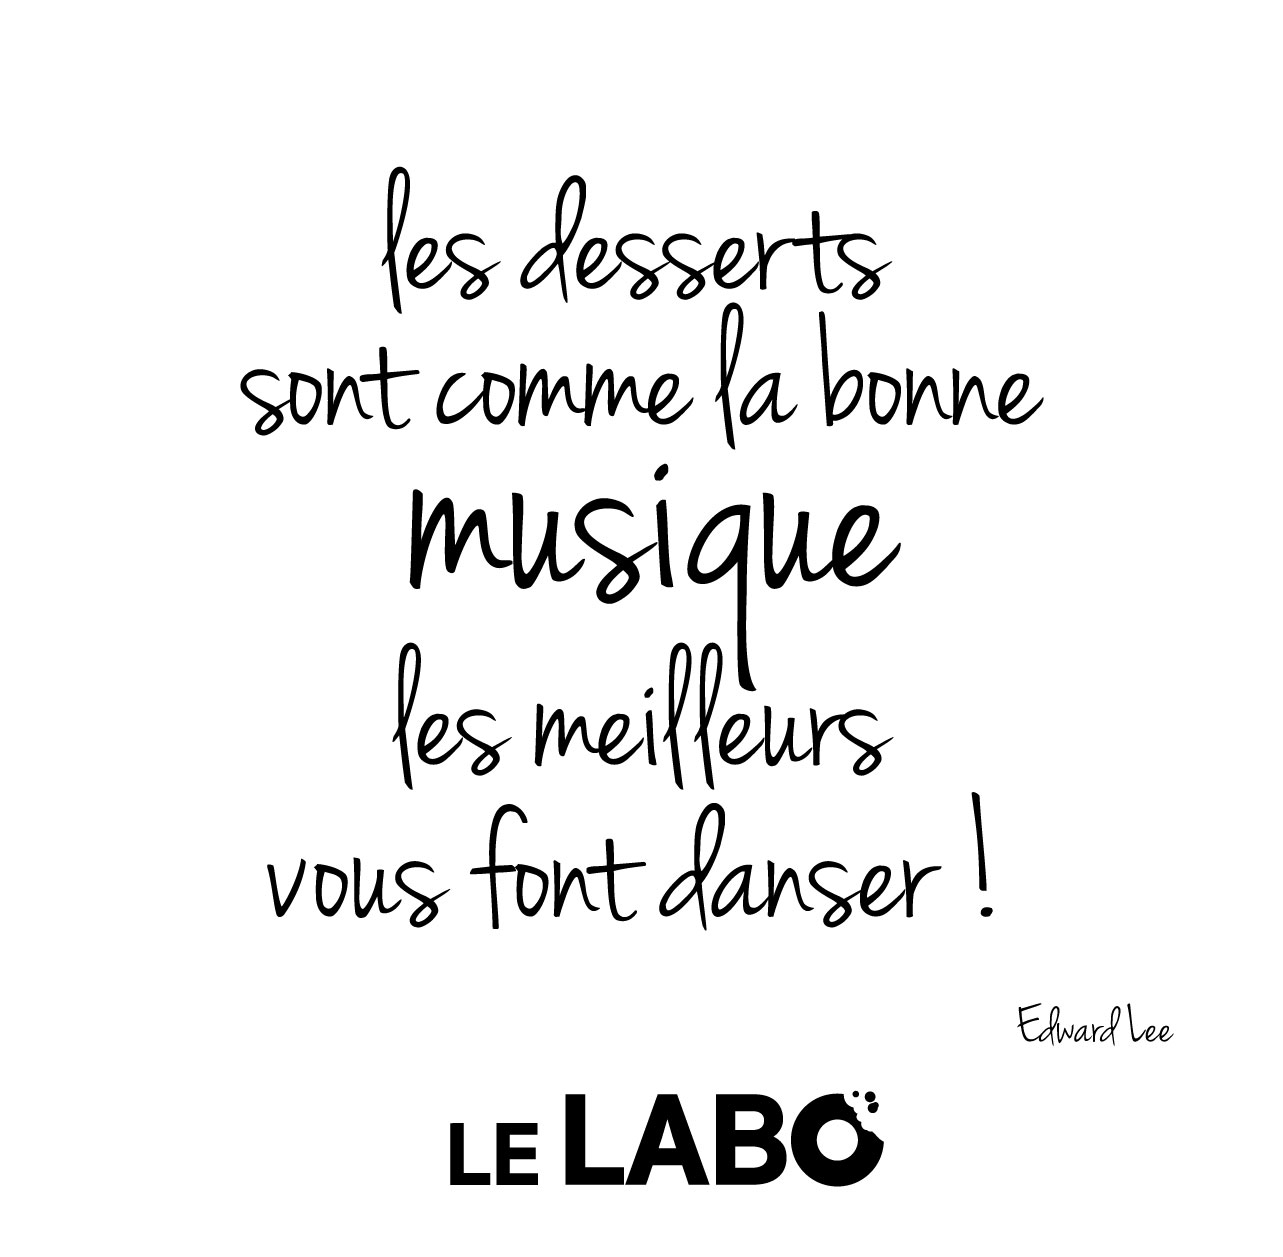 les desserts
sont comme la bonne
musique
les meilleurs
vous font danser !
Edward Lee
LE LABO